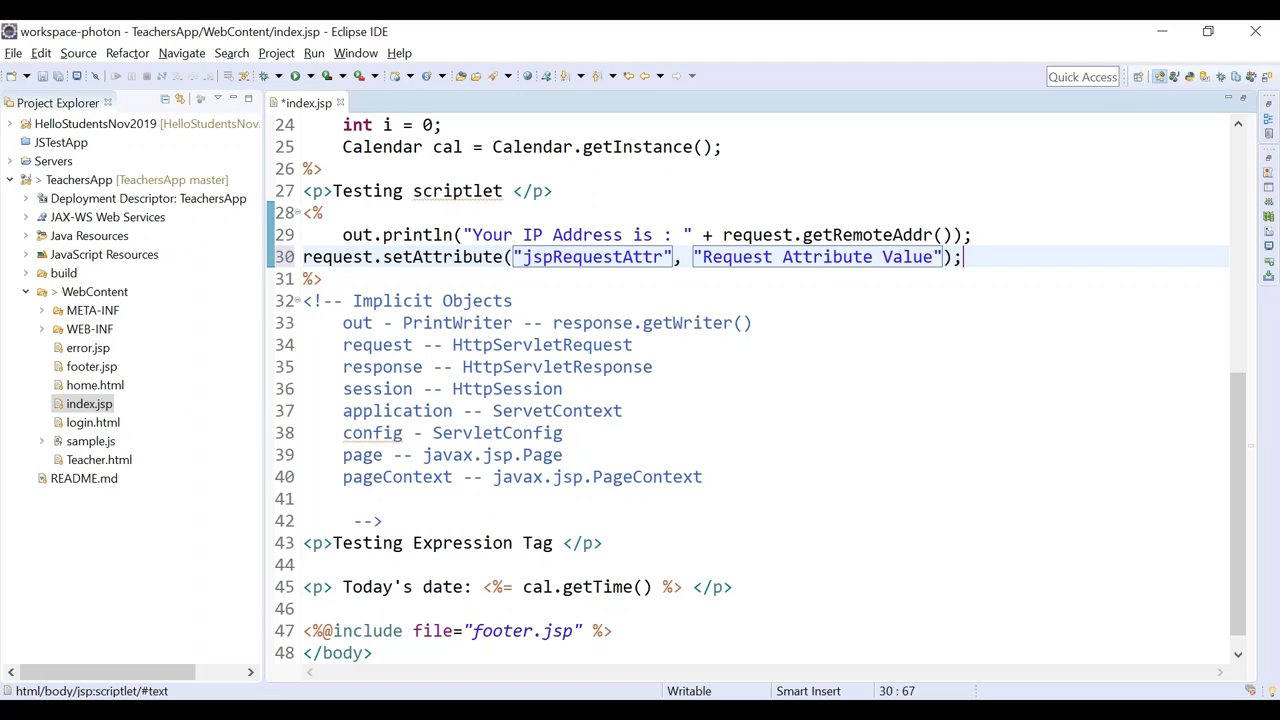 workspace-photon - TeachersApp/WebContent/index.jsp - Eclipse IDE
File Edit Source Refactor Navigate Search Project Run Window Help
Quick Access
Project Explorer
HelloStudentsNov2019 [HelloStudentsNov.
JSTestApp
Servers
> TeachersApp [TeachersApp master]
Deployment Descriptor: TeachersApp
JAX-WS Web Services
Java Resources
JavaScript Resources
build
> WebContent
META-INF
WEB-INF
error.jsp
footer.jsp
home.html
index.jsp
login.html
sample.js
Teacher.html
README.md
*index.jsp
24 int i = 0;
25 Calendar cal = Calendar.getInstance();
26 %>
27 <p>Testing scriptlet </p>
28 <%
29 out.println("Your IP Address is : " + request.getRemoteAddr());
30 request.setAttribute("jspRequestAttr", "Request Attribute Value");
31 %>
32 <!-- Implicit Objects
33 out - PrintWriter -- response.getWriter()
34 request -- HttpServletRequest
35 response -- HttpServletResponse
36 session -- HttpSession
37 application -- ServetContext
38 config - ServletConfig
39 page -- javax.jsp.Page
40 pageContext -- javax.jsp.PageContext
41
42 -->
43 <p>Testing Expression Tag </p>
44
45 <p> Today's date: <%= cal.getTime() %> </p>
46
47 <%@include file="footer.jsp" %>
48 </body>
html/body/jsp:scriptlet/#text
Writable
Smart Insert
30 : 67